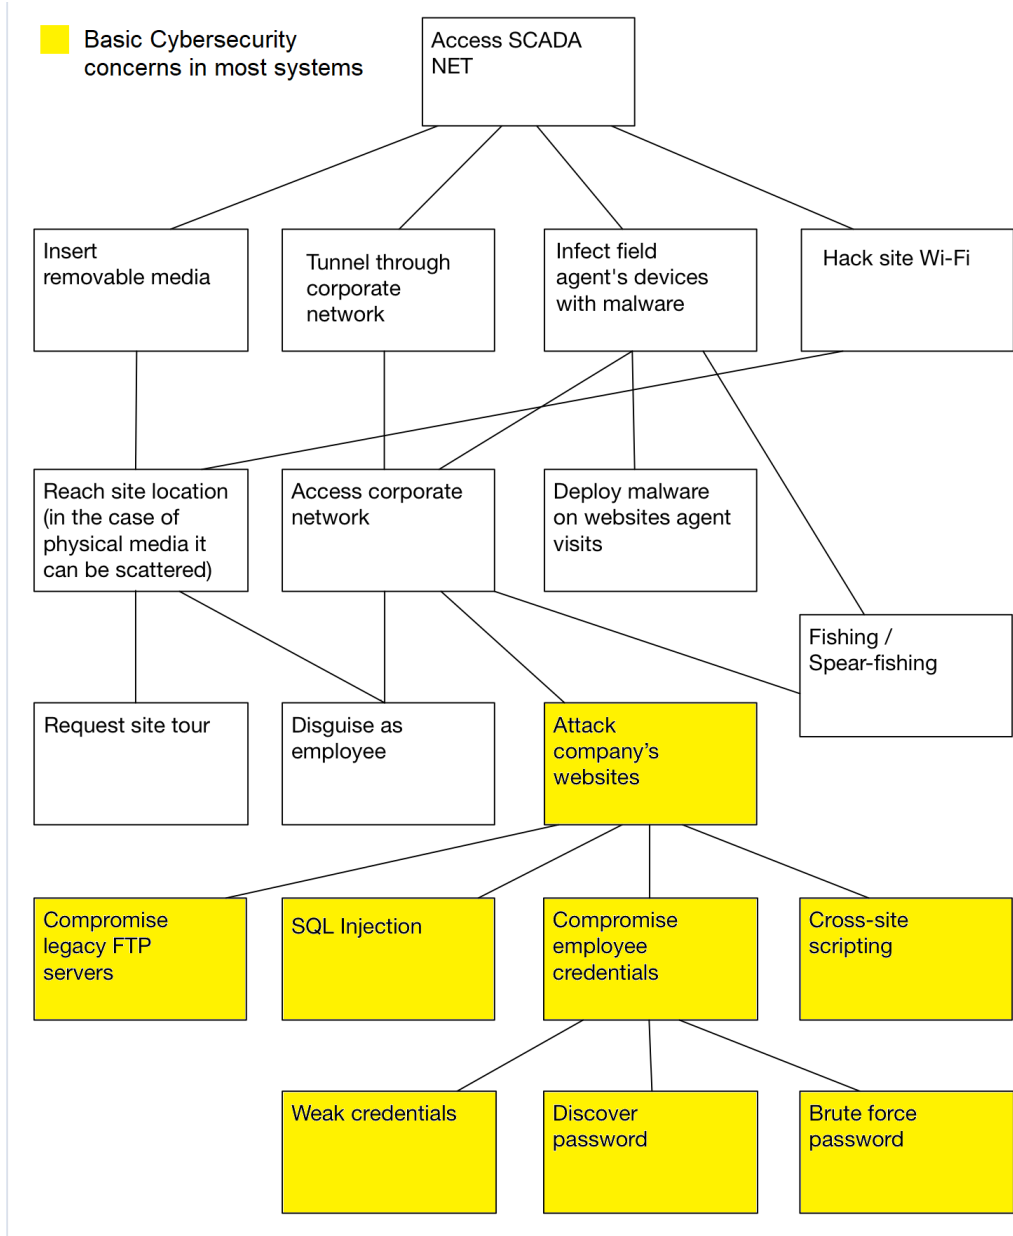 Basic Cybersecurity
concerns in most systems
Access SCADA
NET
Insert
removable media
Tunnel through
corporate
network
Infect field
agent's devices
with malware
Hack site Wi-Fi
Reach site location
(in the case of
physical media it
can be scattered)
Access corporate
network
Deploy malware
on websites agent
visits
Fishing /
Spear-fishing
Request site tour
Disguise as
employee
Attack
company’s
websites
Compromise
legacy FTP
servers
SQL Injection
Compromise
employee
credentials
Cross-site
scripting
Weak credentials
Discover
password
Brute force
password